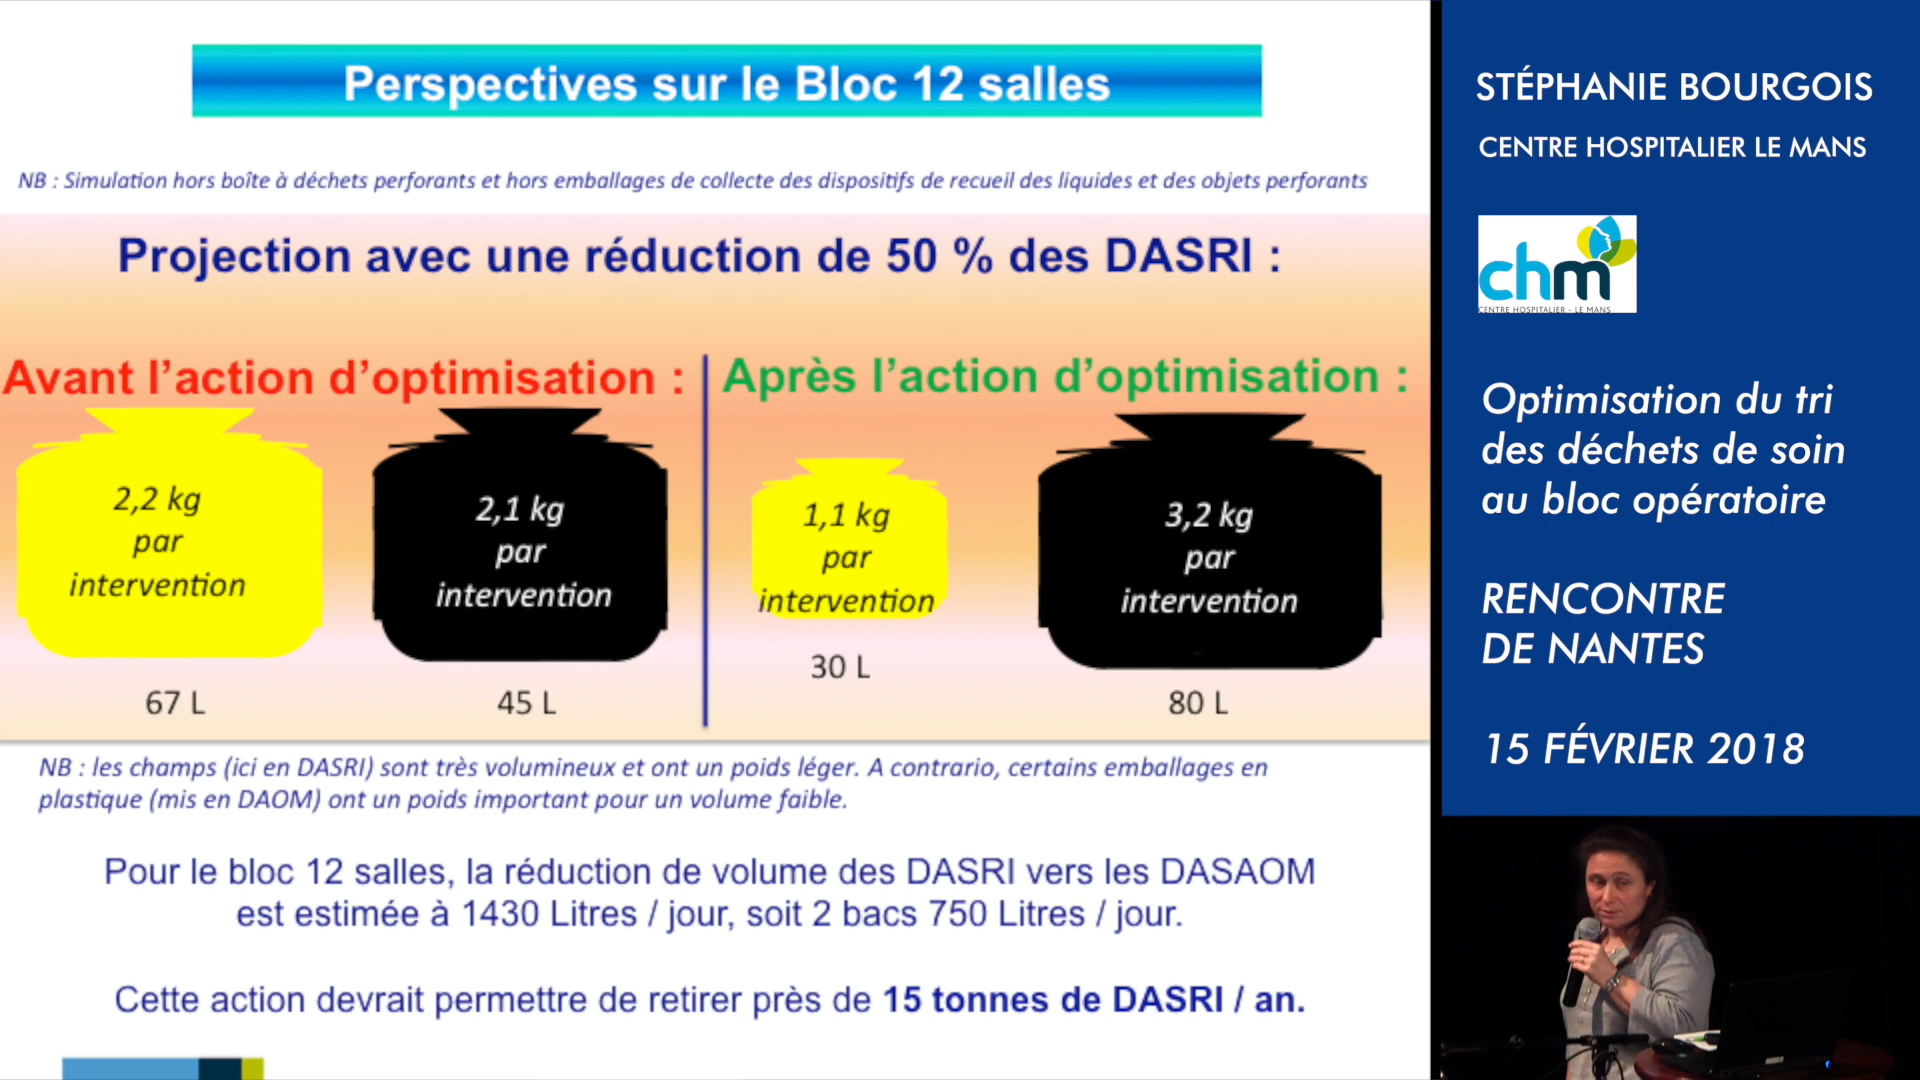 Perspectives sur le Bloc 12 salles
NB : Simulation hors boîte à déchets perforants et hors emballages de collecte des dispositifs de recueil des liquides et des objets perforants
Projection avec une réduction de 50 % des DASRI :
Avant l'action d'optimisation :
2,2 kg
par
intervention
67 L
2,1 kg
par
intervention
45 L
Après l'action d'optimisation :
1,1 kg
par
intervention
30 L
3,2 kg
par
intervention
80 L
NB : les champs (ici en DASRI) sont très volumineux et ont un poids léger. A contrario, certains emballages en
plastique (mis en DAOM) ont un poids important pour un volume faible.
Pour le bloc 12 salles, la réduction de volume des DASRI vers les DASAOM
est estimée à 1430 Litres / jour, soit 2 bacs 750 Litres / jour.
Cette action devrait permettre de retirer près de 15 tonnes de DASRI / an.
STÉPHANIE BOURGOIS
CENTRE HOSPITALIER LE MANS
chm
CENTRE HOSPITALIER - LE MANS
Optimisation du tri
des déchets de soin
au bloc opératoire
RENCONTRE
DE NANTES
15 FÉVRIER 2018